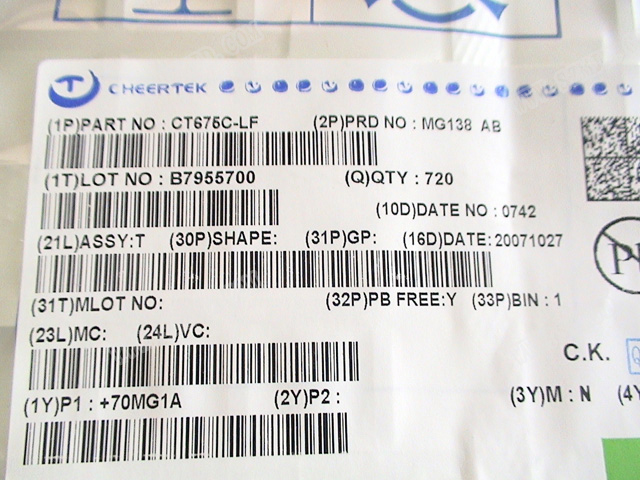 CHEERTEK
(1P)PART NO : CT675C-LF (2P)PRD NO : MG138 AB
(1T)LOT NO : B7955700 (Q)QTY : 720
(10D)DATE NO : 0742
(21L)ASSY:T (30P)SHAPE: (31P)GP: (16D)DATE:20071027
(31T)MLOT NO: (32P)PB FREE:Y (33P)BIN : 1
(23L)MC: (24L)VC:
C.K.
(1Y)P1 : +70MG1A (2Y)P2 : (3Y)M : N